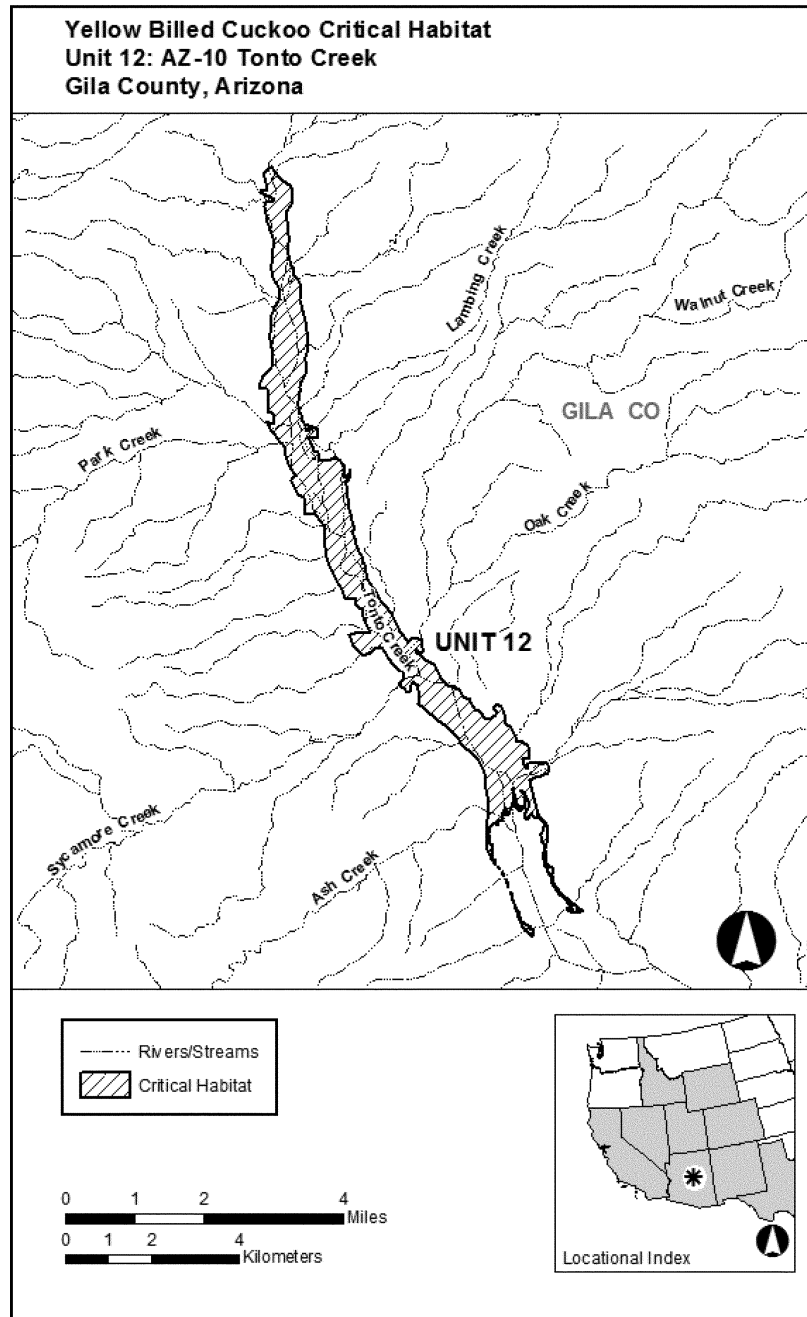 Yellow Billed Cuckoo Critical Habitat
Unit 12: AZ-10 Tonto Creek
Gila County, Arizona
Lambing Creek
Walnut Creek
GILA CO
Park Creek
Oak Creek
Tonto Creek
UNIT 12
Sycamore Creek
Ash Creek
Rivers/Streams
Critical Habitat
0 1 2 4
Miles
0 1 2 4
Kilometers
Locational Index